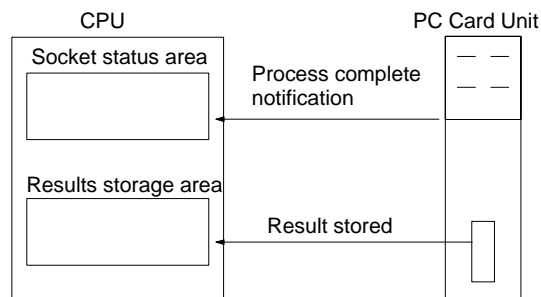 CPU
PC Card Unit
Socket status area
Process complete
notification
Results storage area
Result stored